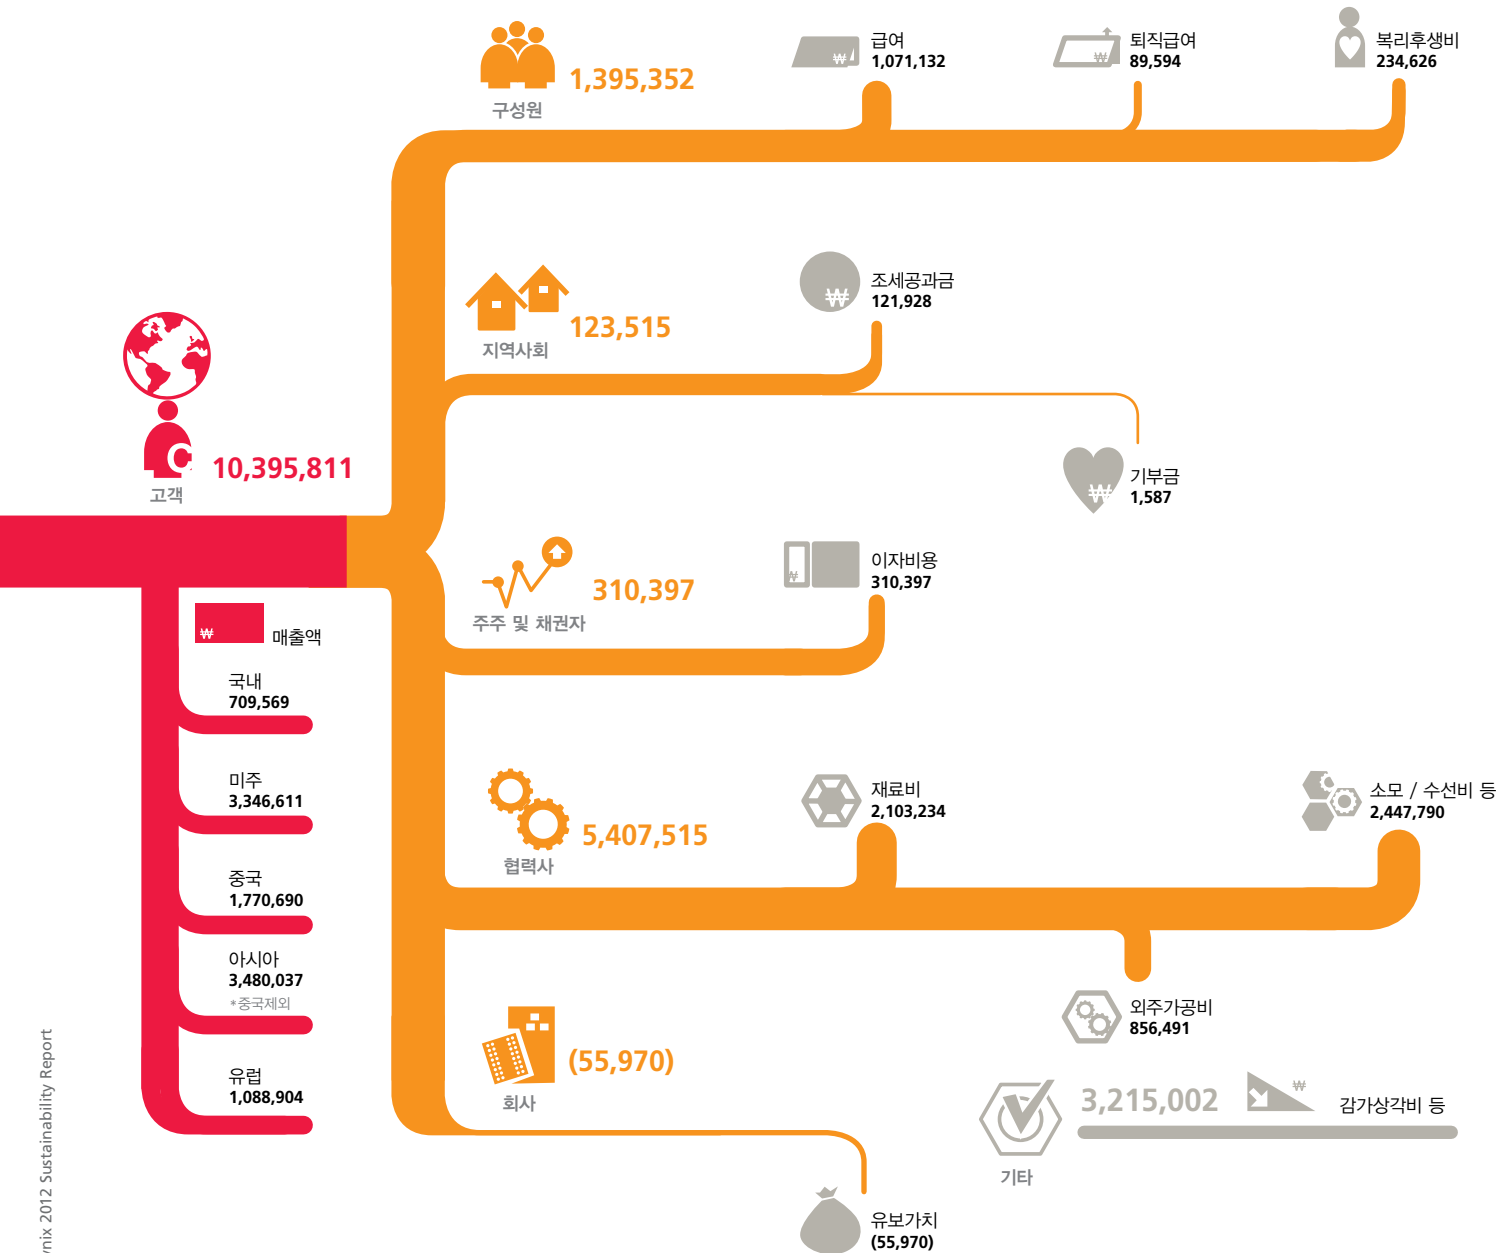 1,395,352
구성원
급여
1,071,132
퇴직급여
89,594
복리후생비
234,626
123,515
지역사회
조세공과금
121,928
기부금
1,587
10,395,811
고객
310,397
주주 및 채권자
이자비용
310,397
₩ 매출액
국내
709,569
미주
3,346,611
중국
1,770,690
아시아
3,480,037
*중국제외
유럽
1,088,904
5,407,515
협력사
재료비
2,103,234
소모 / 수선비 등
2,447,790
외주가공비
856,491
(55,970)
회사
3,215,002
감가상각비 등
기타
유보가치
(55,970)
2012 Sustainability Report